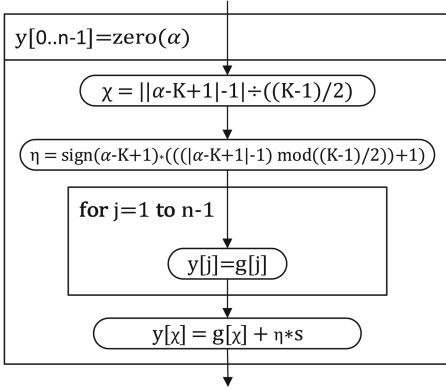 y[0..n-1]=zero(α)
χ = ||α-K+1|-1|÷((K-1)/2)
η = sign(α-K+1)*(((|α-K+1|-1) mod((K-1)/2))+1)
for j=1 to n-1
y[j]=g[j]
y[χ] = g[χ] + η*s